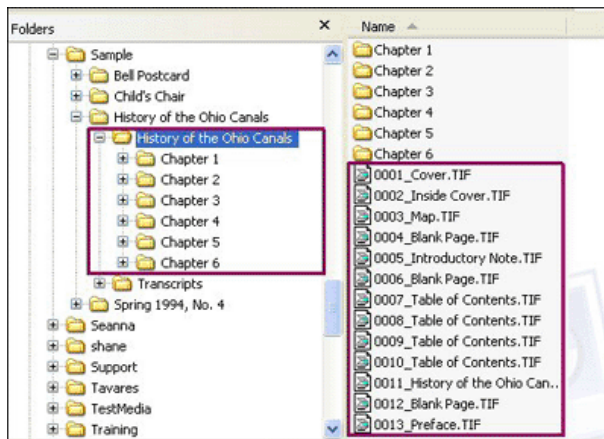 Folders
Sample
Bell Postcard
Child's Chair
History of the Ohio Canals
History of the Ohio Canals
Chapter 1
Chapter 2
Chapter 3
Chapter 4
Chapter 5
Chapter 6
Transcripts
Spring 1994, No. 4
Seanna
shane
Support
Tavares
TestMedia
Training
Name
Chapter 1
Chapter 2
Chapter 3
Chapter 4
Chapter 5
Chapter 6
0001_Cover.TIF
0002_Inside Cover.TIF
0003_Map.TIF
0004_Blank Page.TIF
0005_Introductory Note.TIF
0006_Blank Page.TIF
0007_Table of Contents.TIF
0008_Table of Contents.TIF
0009_Table of Contents.TIF
0010_Table of Contents.TIF
0011_History of the Ohio Can...
0012_Blank Page.TIF
0013_Preface.TIF